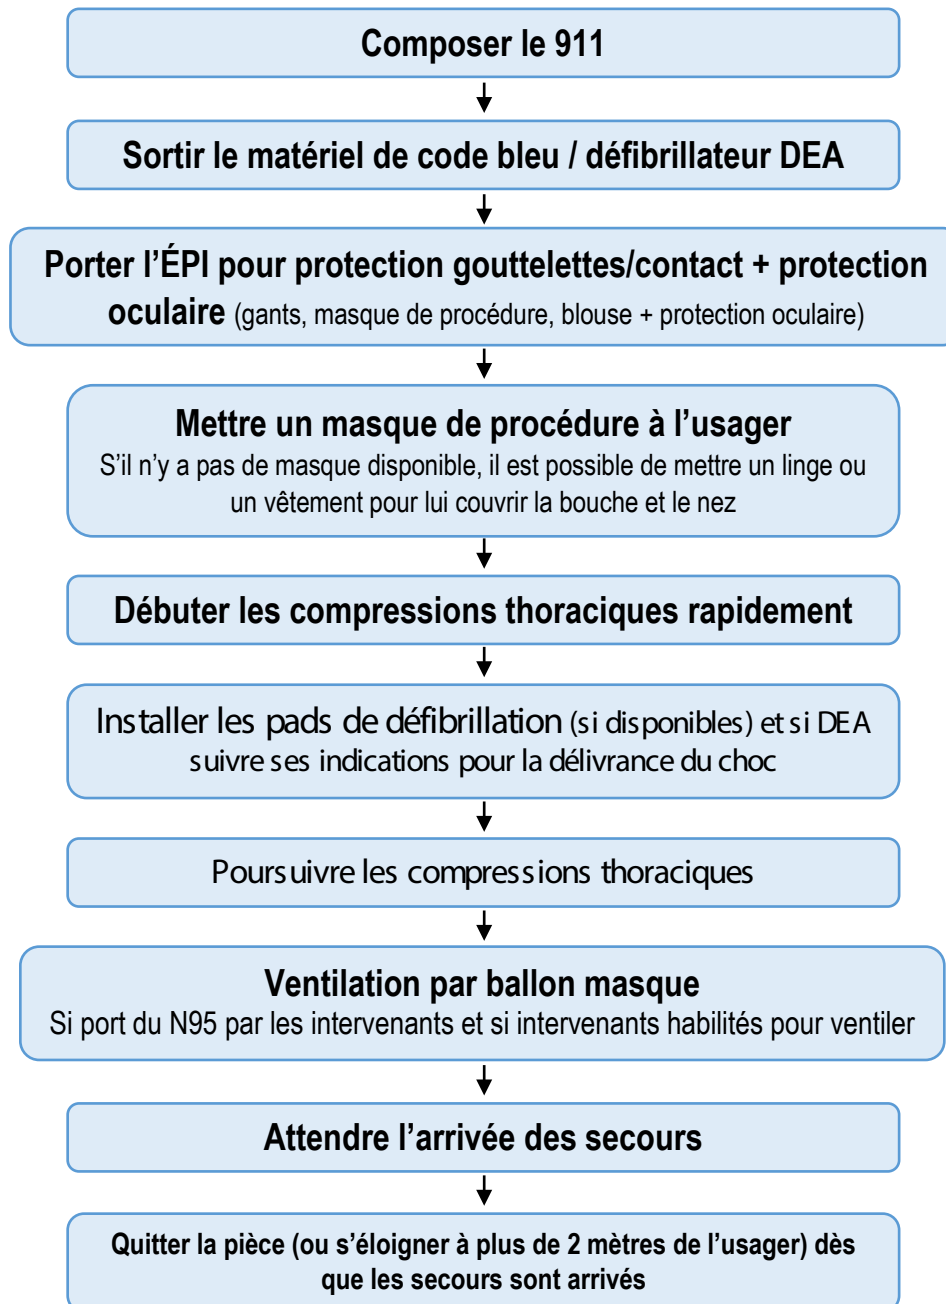 Composer le 911
Sortir le matériel de code bleu / défibrillateur DEA
Porter l’ÉPI pour protection gouttelettes/contact + protection
oculaire (gants, masque de procédure, blouse + protection oculaire)
Mettre un masque de procédure à l’usager
S’il n’y a pas de masque disponible, il est possible de mettre un linge ou
un vêtement pour lui couvrir la bouche et le nez
Débuter les compressions thoraciques rapidement
Installer les pads de défibrillation (si disponibles) et si DEA
suivre ses indications pour la délivrance du choc
Poursuivre les compressions thoraciques
Ventilation par ballon masque
Si port du N95 par les intervenants et si intervenants habilités pour ventiler
Attendre l’arrivée des secours
Quitter la pièce (ou s’éloigner à plus de 2 mètres de l’usager) dès
que les secours sont arrivés